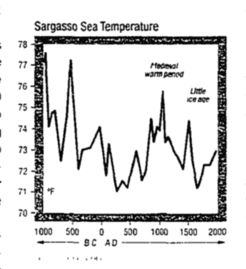 Sargasso Sea Temperature
78
77
76
75
74
73
72
71
70
Medieval
warm period
Little
ice age
°F
1000 500 0 500 1000 1500 2000
BC AD